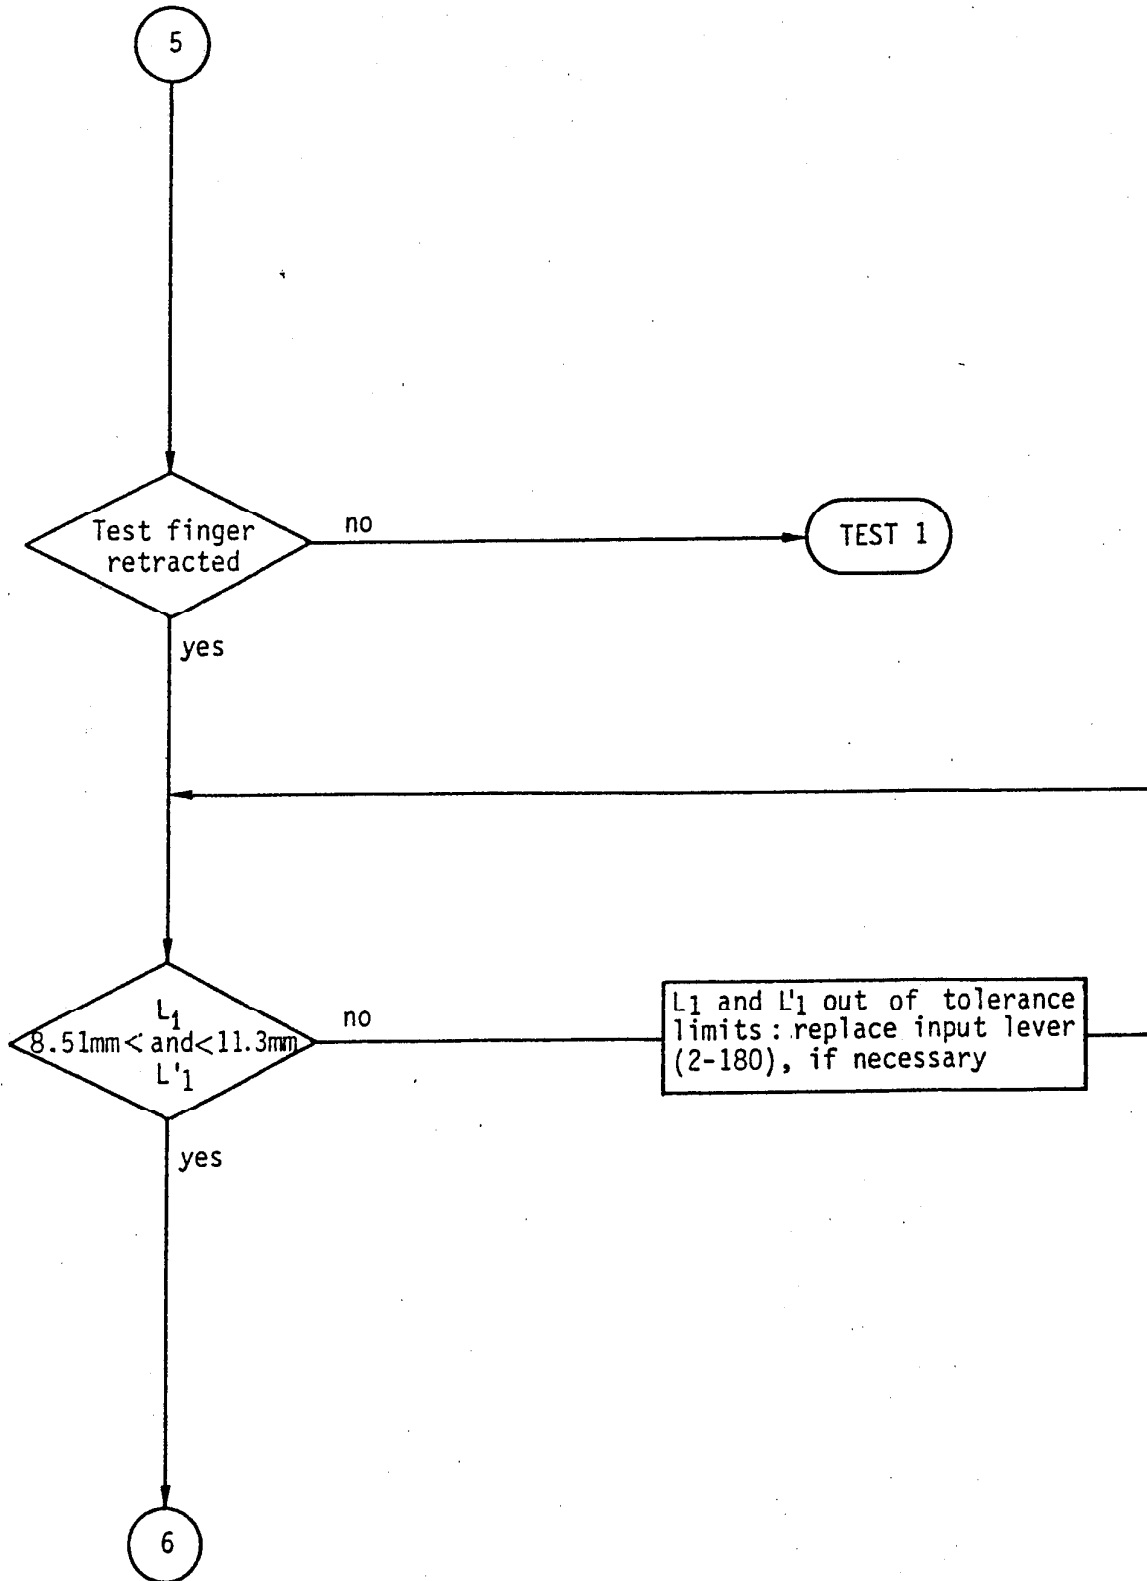 5
Test finger
retracted
no
TEST 1
yes
L1
8.51mm < and < 11.3mm
L'1
no
L1 and L'1 out of tolerance
limits : replace input lever
(2-180), if necessary
yes
6